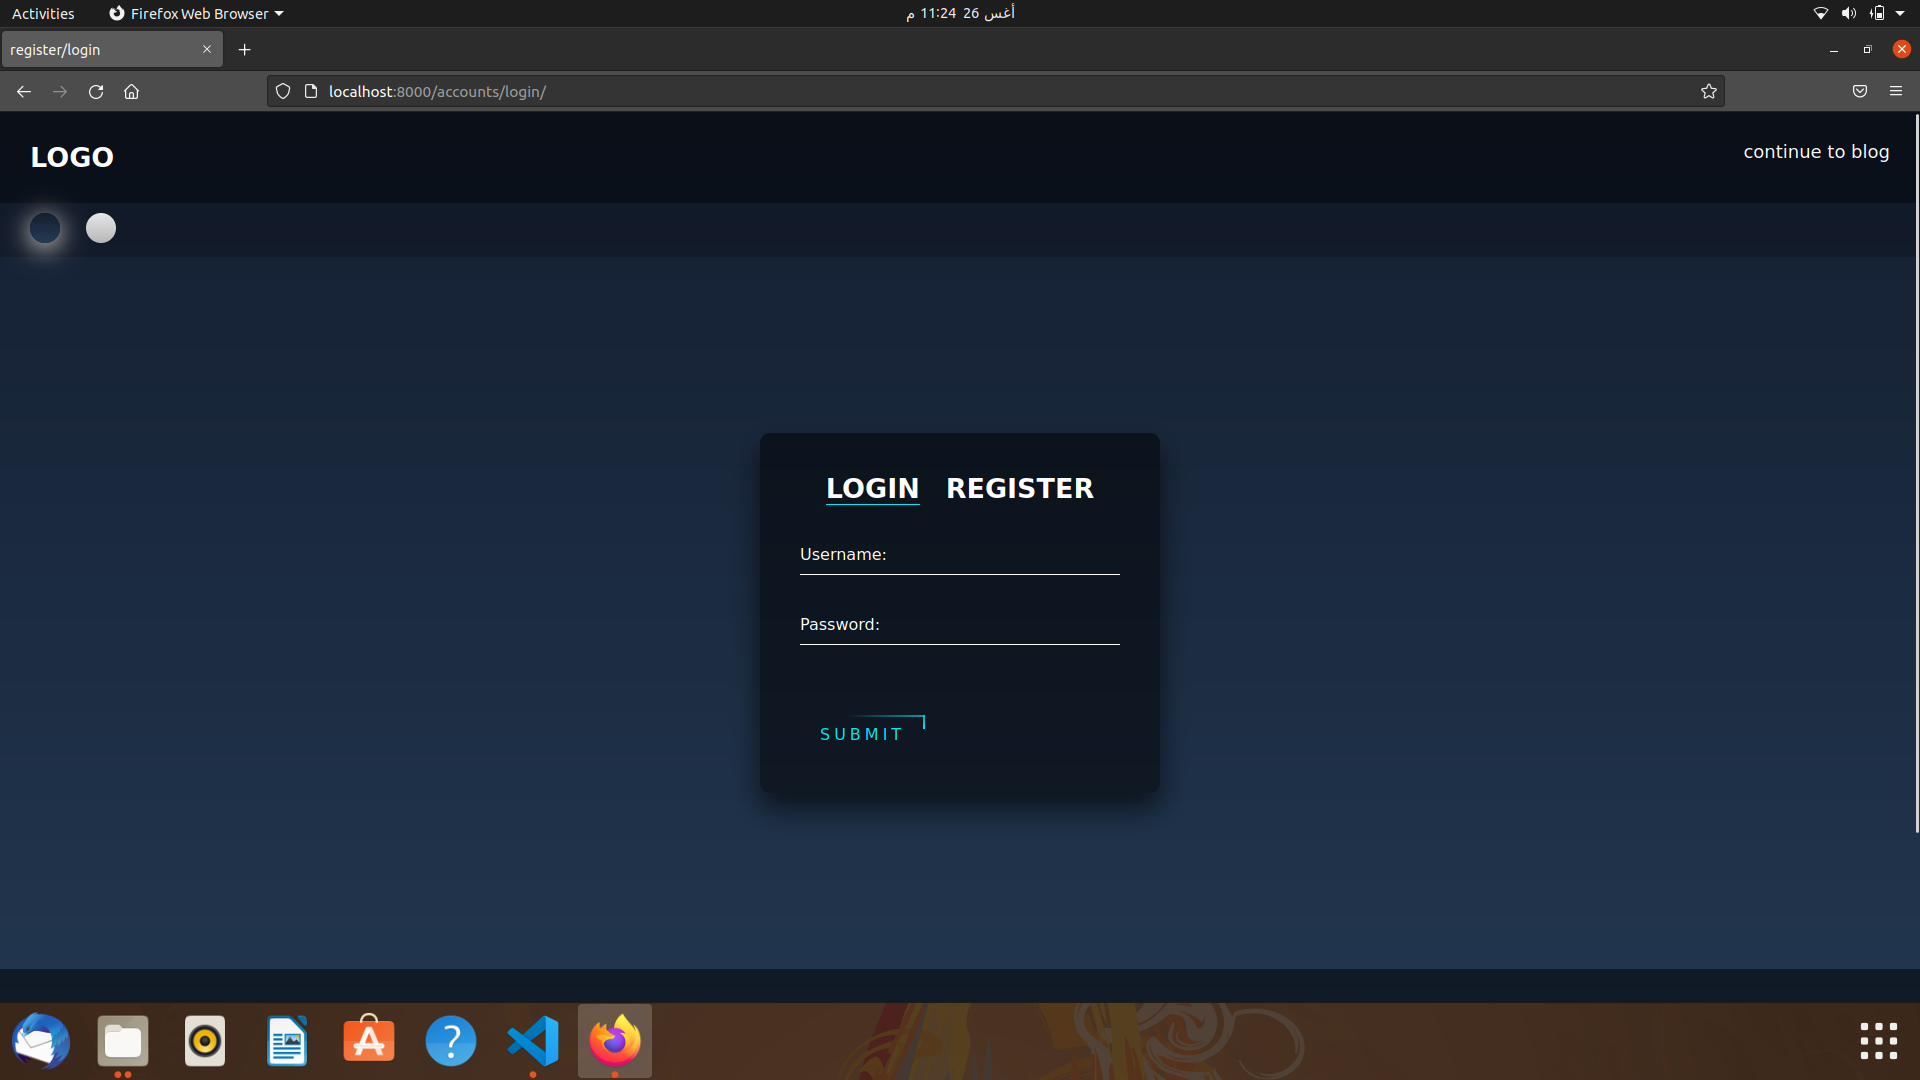 Activities
Firefox Web Browser
أغس 26 11:24 م
register/login
localhost:8000/accounts/login/
LOGO
continue to blog
LOGIN REGISTER
Username:
Password:
SUBMIT